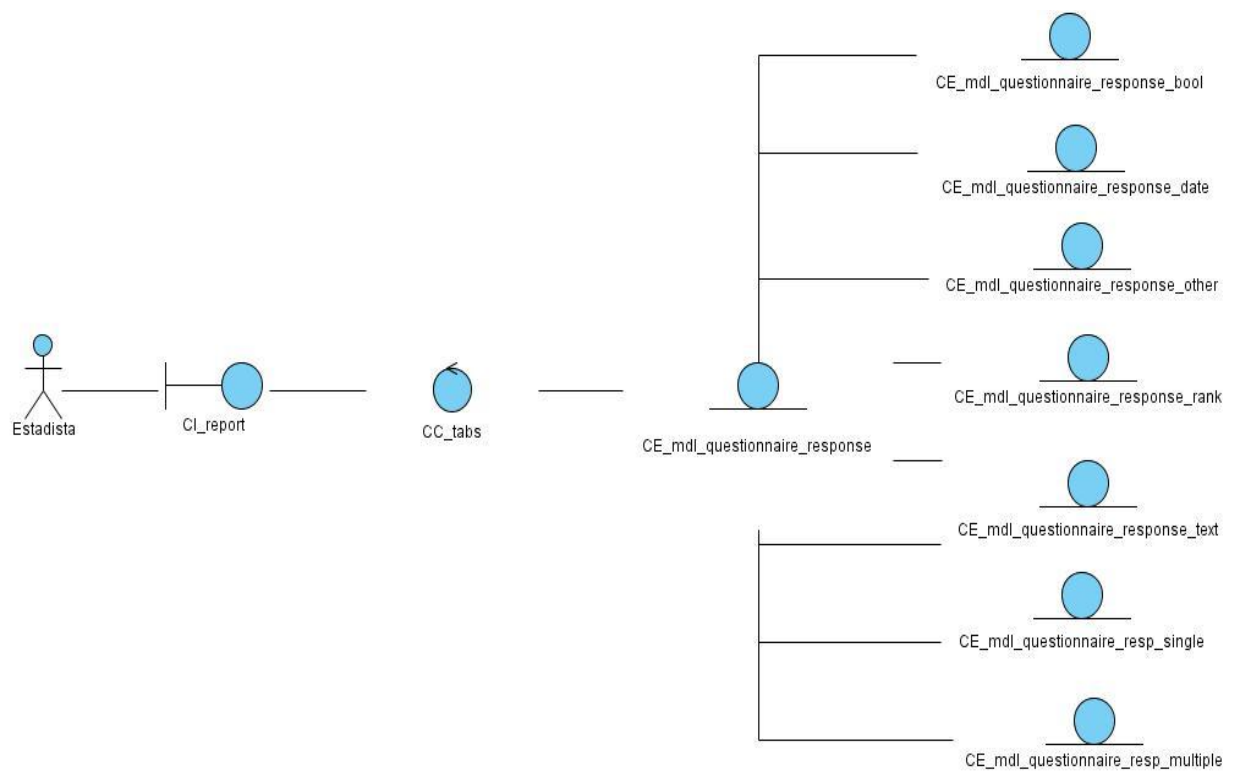 CE_mdl_questionnaire_response_bool
CE_mdl_questionnaire_response_date
CE_mdl_questionnaire_response_other
Estadista
CI_report
CC_tabs
CE_mdl_questionnaire_response
CE_mdl_questionnaire_response_rank
CE_mdl_questionnaire_response_text
CE_mdl_questionnaire_resp_single
CE_mdl_questionnaire_resp_multiple